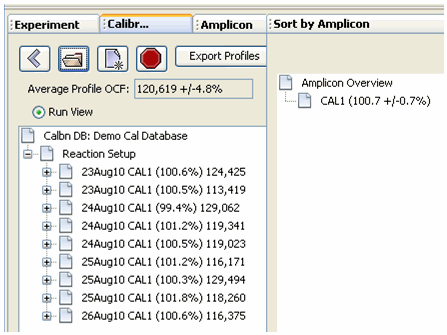 Experiment
Calibr...
Amplicon
Sort by Amplicon
Export Profiles
Average Profile OCF: 120,619 +/-4.8%
Run View
Calbn DB: Demo Cal Database
Reaction Setup
23Aug10 CAL1 (100.6%) 124,425
23Aug10 CAL1 (100.5%) 113,419
24Aug10 CAL1 (99.4%) 129,062
24Aug10 CAL1 (101.2%) 119,341
24Aug10 CAL1 (100.5%) 119,023
25Aug10 CAL1 (101.2%) 116,171
25Aug10 CAL1 (100.3%) 129,494
25Aug10 CAL1 (101.8%) 118,260
26Aug10 CAL1 (100.6%) 116,375
Amplicon Overview
CAL1 (100.7 +/-0.7%)